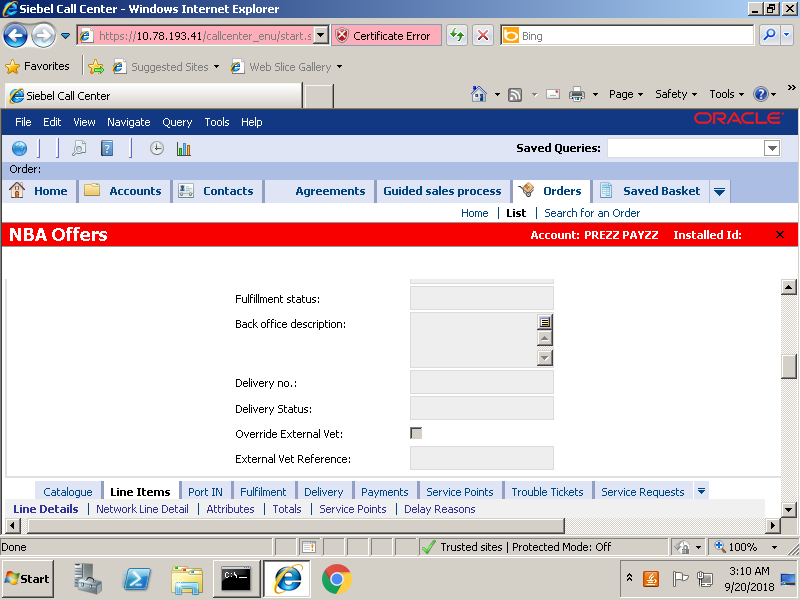 Siebel Call Center - Windows Internet Explorer
https://10.78.193.41/callcenter_enu/start.s
Certificate Error
Bing
Favorites
Suggested Sites
Web Slice Gallery
Siebel Call Center
Page
Safety
Tools
File Edit View Navigate Query Tools Help
ORACLE
Saved Queries:
Order:
Home Accounts Contacts Agreements Guided sales process Orders Saved Basket
Home | List | Search for an Order
NBA Offers Account: PREZZ PAYZZ Installed Id:
Fulfillment status:
Back office description:
Delivery no.:
Delivery Status:
Override External Vet:
External Vet Reference:
Catalogue Line Items Port IN Fulfilment Delivery Payments Service Points Trouble Tickets Service Requests
Line Details | Network Line Detail | Attributes | Totals | Service Points | Delay Reasons
Done Trusted sites | Protected Mode: Off 100%
Start
3:10 AM
9/20/2018